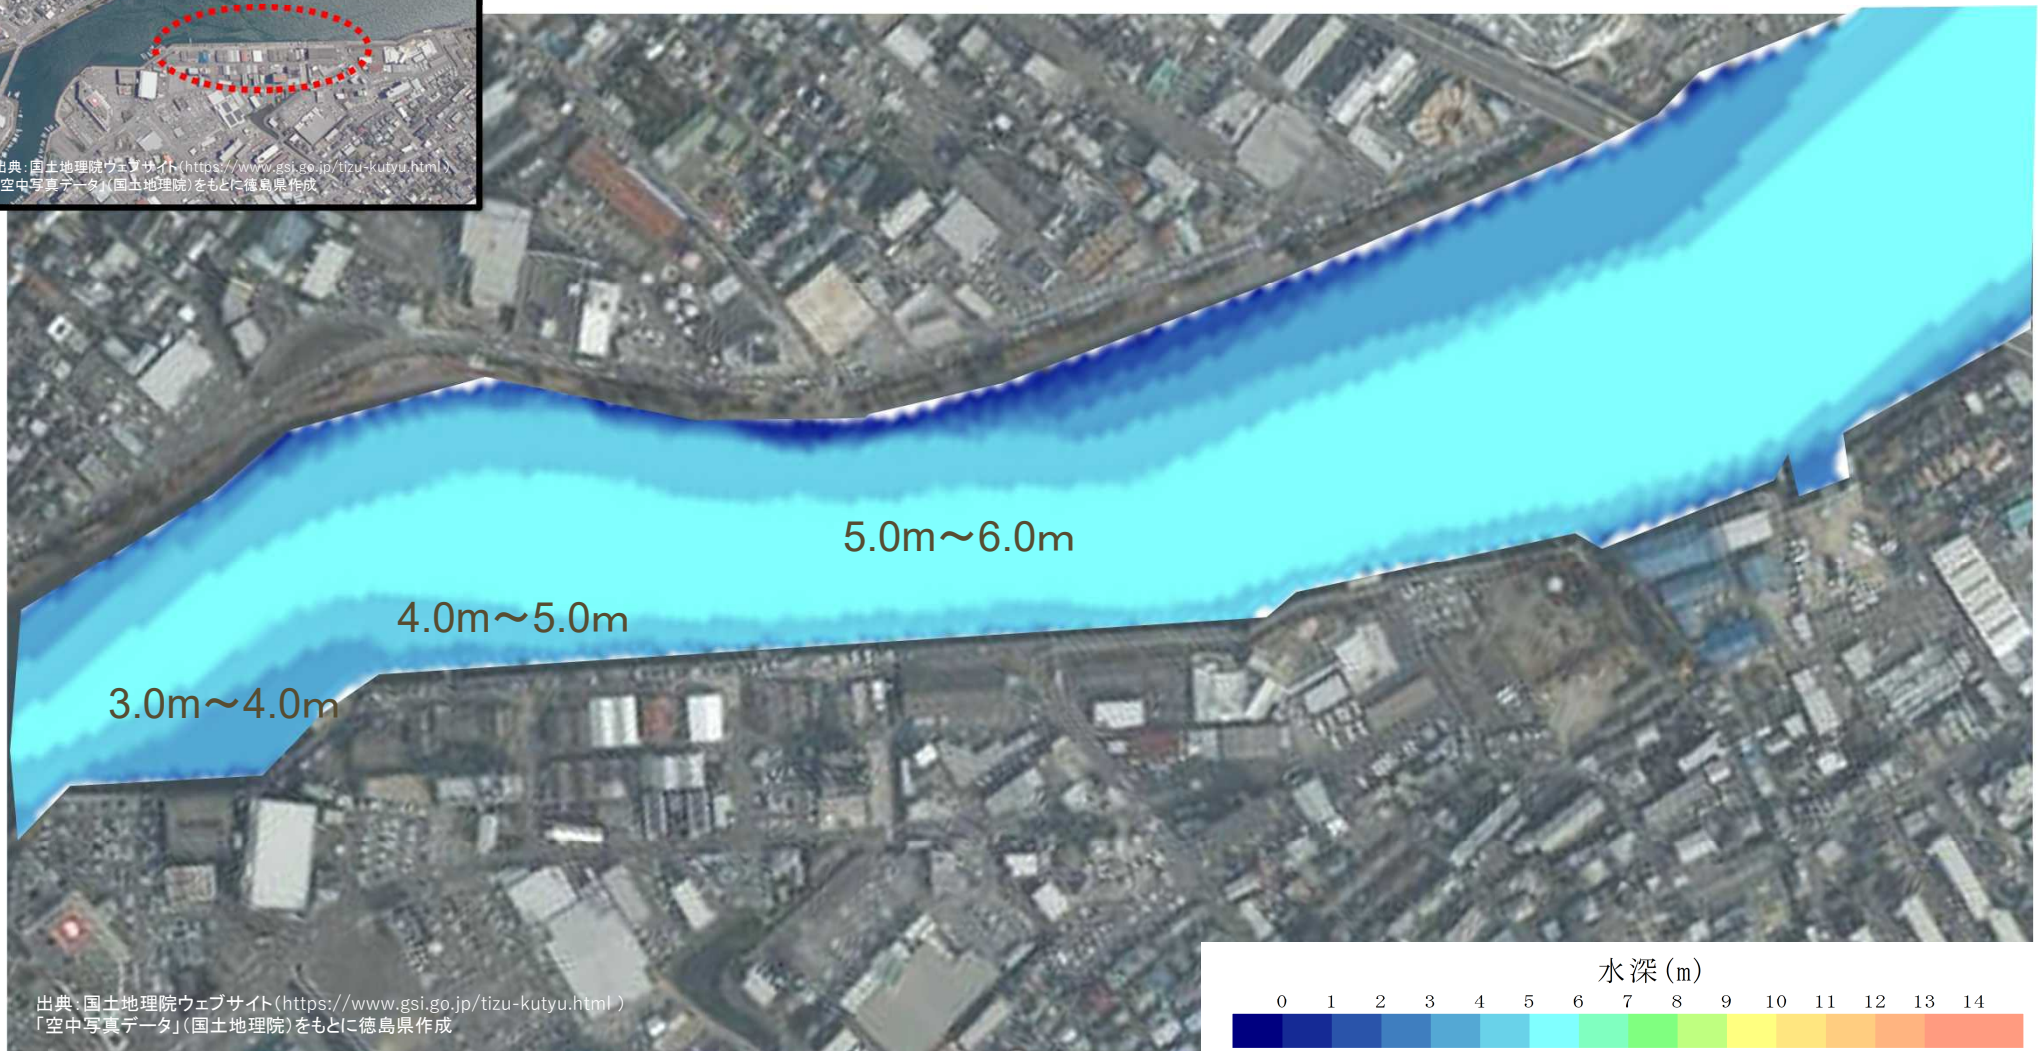 出典:国土地理院ウェブサイト(https://www.gsi.go.jp/tizu-kutyu.html)
空中写真データ」(国土地理院)をもとに徳島県作成
5.0m～6.0m
4.0m～5.0m
3.0m～4.0m
出典:国土地理院ウェブサイト(https://www.gsi.go.jp/tizu-kutyu.html )
「空中写真データ」(国土地理院)をもとに徳島県作成
水深(m)
0 1 2 3 4 5 6 7 8 9 10 11 12 13 14